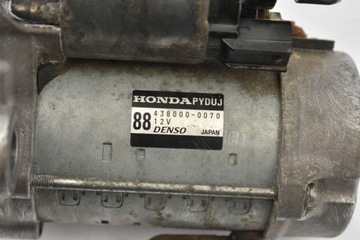 HONDA PYDUJ
88 438000-0070
12V
DENSO JAPAN